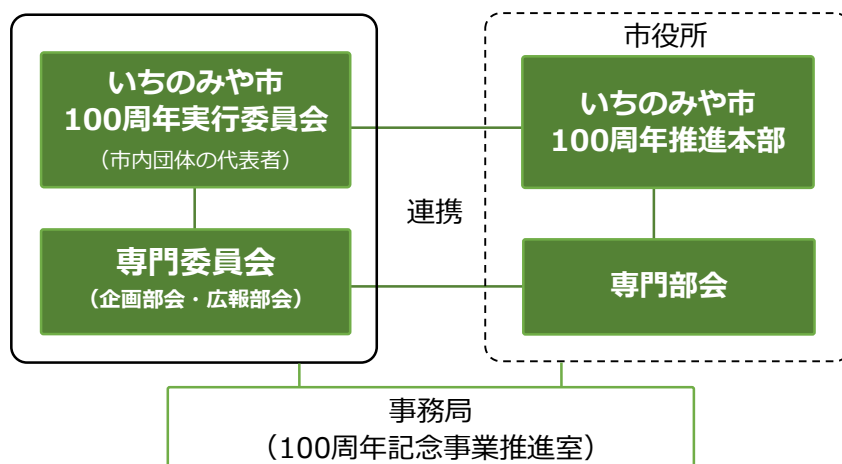 市役所
いちのみや市
100周年実行委員会
（市内団体の代表者）
いちのみや市
100周年推進本部
連携
専門委員会
（企画部会・広報部会）
専門部会
事務局
（100周年記念事業推進室）